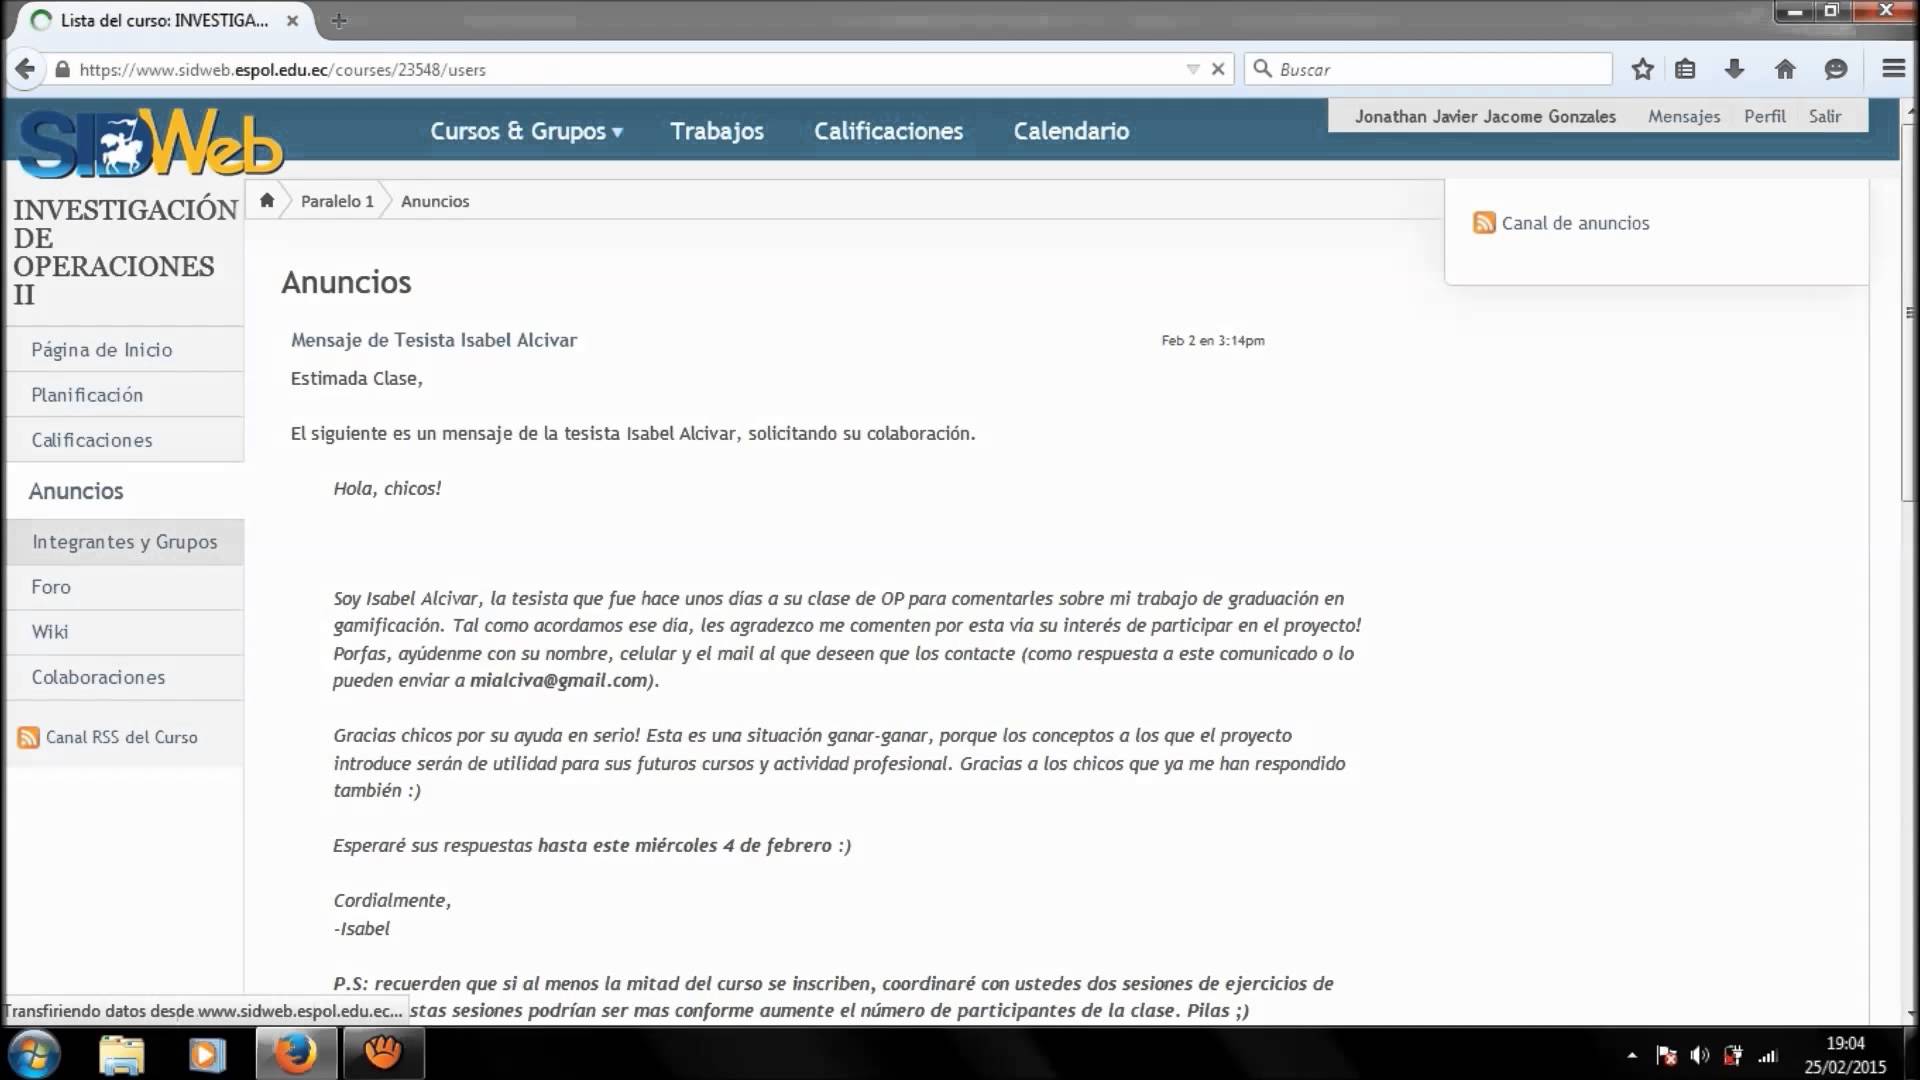 Lista del curso: INVESTIGA...
https://www.sidweb.espol.edu.ec/courses/23548/users
Buscar
SIDWeb
Cursos & Grupos
Trabajos
Calificaciones
Calendario
Jonathan Javier Jacome Gonzales
Mensajes
Perfil
Salir
INVESTIGACIÓN
DE
OPERACIONES
II
Paralelo 1
Anuncios
Canal de anuncios
Página de Inicio
Planificación
Calificaciones
Anuncios
Integrantes y Grupos
Foro
Wiki
Colaboraciones
Canal RSS del Curso
Anuncios
Mensaje de Tesista Isabel Alcivar
Feb 2 en 3:14pm
Estimada Clase,
El siguiente es un mensaje de la tesista Isabel Alcivar, solicitando su colaboración.
Hola, chicos!
Soy Isabel Alcivar, la tesista que fue hace unos días a su clase de OP para comentarles sobre mi trabajo de graduación en
gamificación. Tal como acordamos ese día, les agradezco me comenten por esta vía su interés de participar en el proyecto!
Porfas, ayúdenme con su nombre, celular y el mail al que deseen que los contacte (como respuesta a este comunicado o lo
pueden enviar a mialciva@gmail.com).
Gracias chicos por su ayuda en serio! Esta es una situación ganar-ganar, porque los conceptos a los que el proyecto
introduce serán de utilidad para sus futuros cursos y actividad profesional. Gracias a los chicos que ya me han respondido
también :)
Esperaré sus respuestas hasta este miércoles 4 de febrero :)
Cordialmente,
-Isabel
P.S: recuerden que si al menos la mitad del curso se inscriben, coordinaré con ustedes dos sesiones de ejercicios de
stas sesiones podrían ser mas conforme aumente el número de participantes de la clase. Pilas ;)
Transfiriendo datos desde www.sidweb.espol.edu.ec...
19:04
25/02/2015